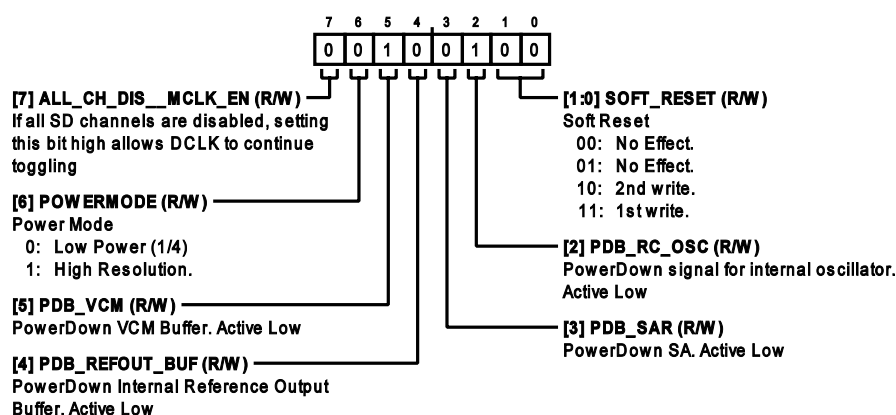 7 6 5 4 3 2 1 0
0 0 1 0 0 1 0 0
[7] ALL_CH_DIS__MCLK_EN (R/W)
If all SD channels are disabled, setting
this bit high allows DCLK to continue
toggling
[6] POWERMODE (R/W)
Power Mode
0: Low Power (1/4)
1: High Resolution.
[5] PDB_VCM (R/W)
PowerDown VCM Buffer. Active Low
[4] PDB_REFOUT_BUF (R/W)
PowerDown Internal Reference Output
Buffer. Active Low
[1:0] SOFT_RESET (R/W)
Soft Reset
00: No Effect.
01: No Effect.
10: 2nd write.
11: 1st write.
[2] PDB_RC_OSC (R/W)
PowerDown signal for internal oscillator.
Active Low
[3] PDB_SAR (R/W)
PowerDown SA. Active Low